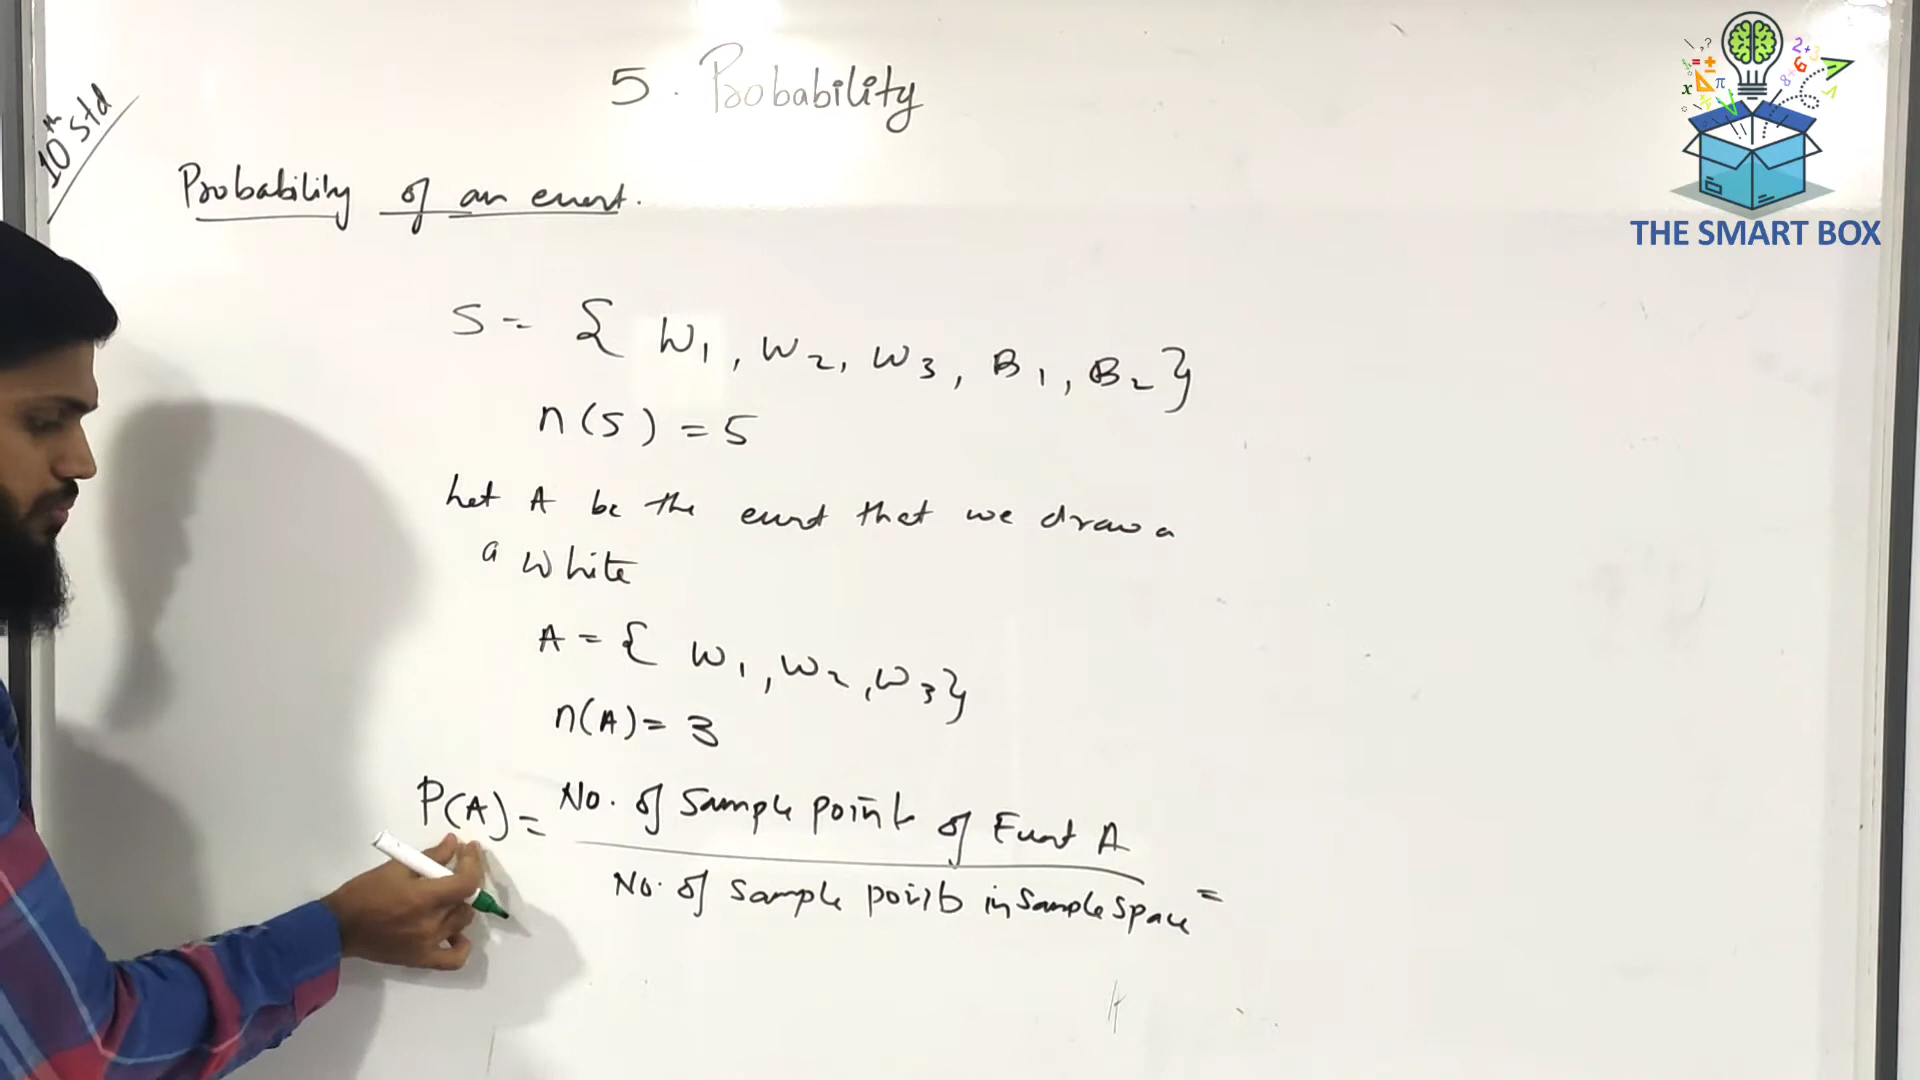 5. Probability
10th std
Probability of an event.
S = { W1, W2, W3, B1, B2 }
n(S) = 5
Let A be the event that we draw a
a white
A = { W1, W2, W3 }
n(A) = 3
P(A) = No. of Sample points of Event A
No. of Sample points in Sample Space =
THE SMART BOX